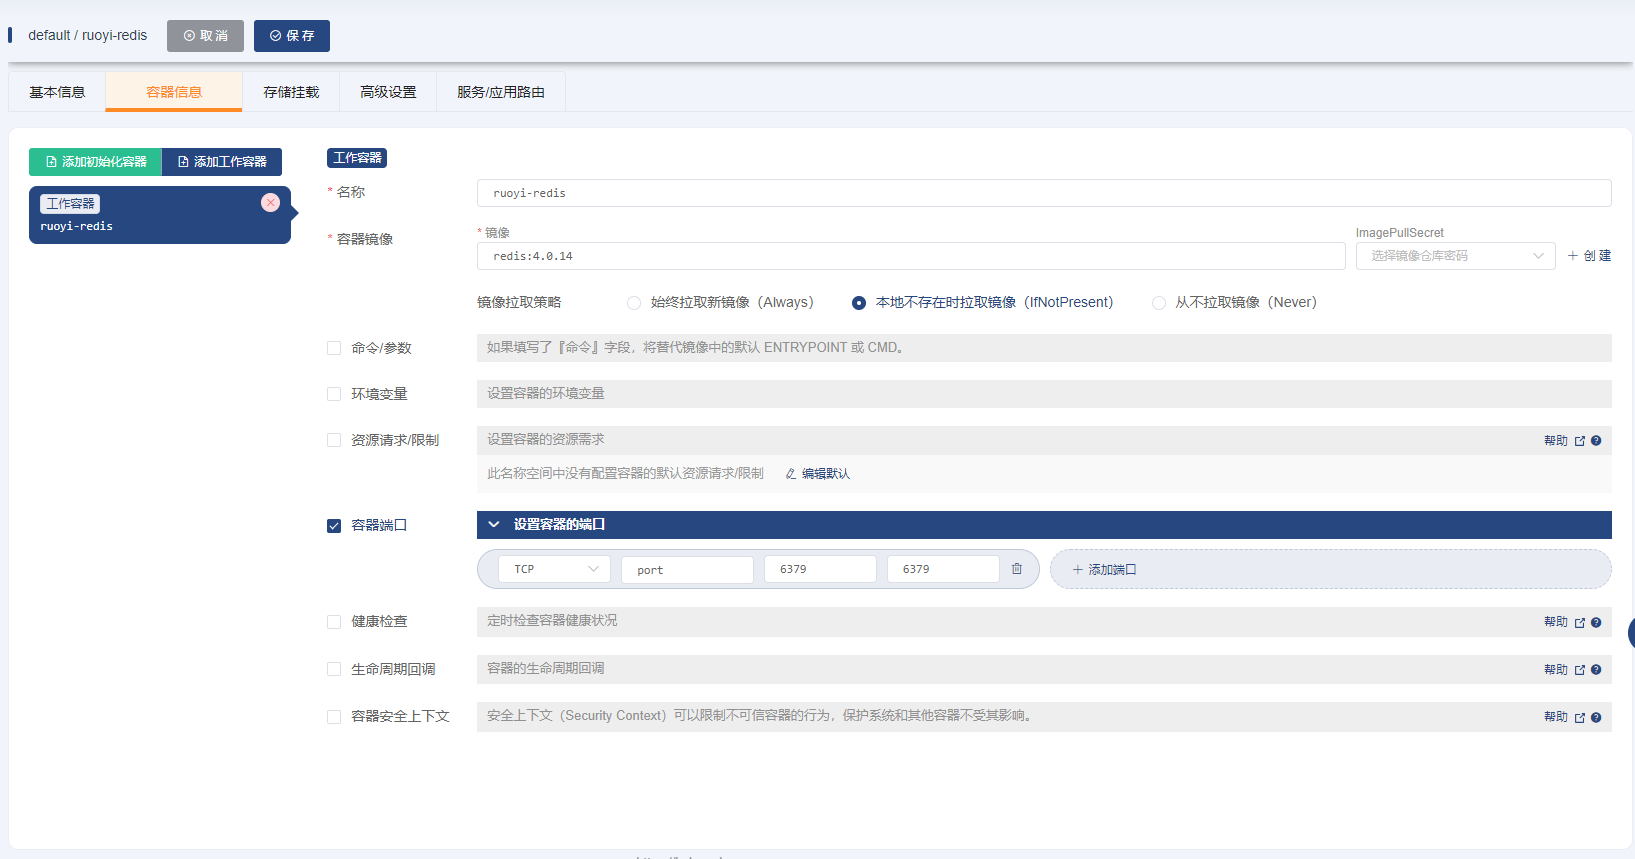 default / ruoyi-redis 取 消 保 存
基本信息 容器信息 存储挂载 高级设置 服务/应用路由
添加初始化容器 添加工作容器
工作容器
ruoyi-redis
工作容器
* 名称 ruoyi-redis
* 容器镜像
* 镜像 ImagePullSecret
redis:4.0.14 选择镜像仓库密码 + 创 建
镜像拉取策略 始终拉取新镜像（Always） 本地不存在时拉取镜像（IfNotPresent） 从不拉取镜像（Never）
命令/参数 如果填写了『命令』字段，将替代镜像中的默认 ENTRYPOINT 或 CMD。
环境变量 设置容器的环境变量
资源请求/限制 设置容器的资源需求 帮助
此名称空间中没有配置容器的默认资源请求/限制 编辑默认
容器端口 设置容器的端口
TCP port 6379 6379 + 添加端口
健康检查 定时检查容器健康状况 帮助
生命周期回调 容器的生命周期回调 帮助
容器安全上下文 安全上下文（Security Context）可以限制不可信容器的行为，保护系统和其他容器不受其影响。 帮助